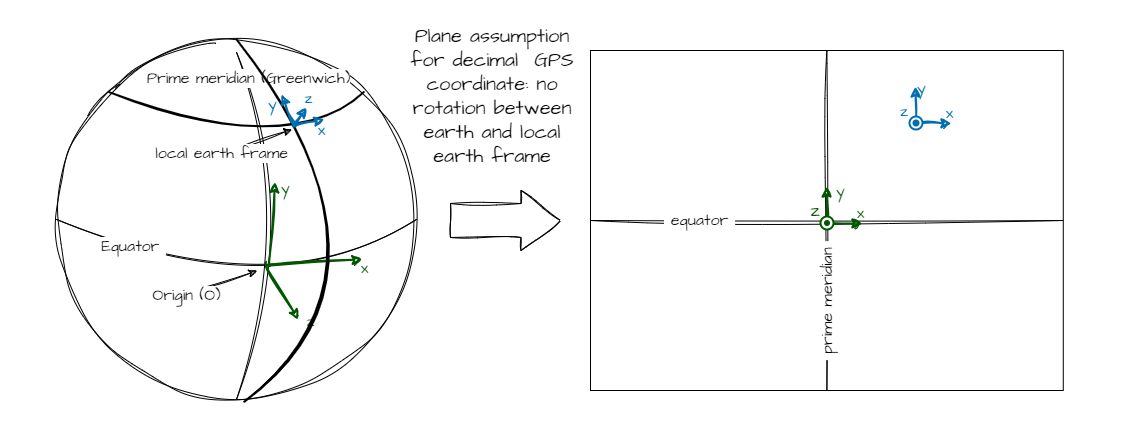 Plane assumption
for decimal GPS
coordinate: no
rotation between
earth and local
earth frame
Prime meridian (Greenwich)
y
z
x
local earth frame
y
Equator
x
Origin (O)
z
y
z
x
y
z
x
equator
prime meridian